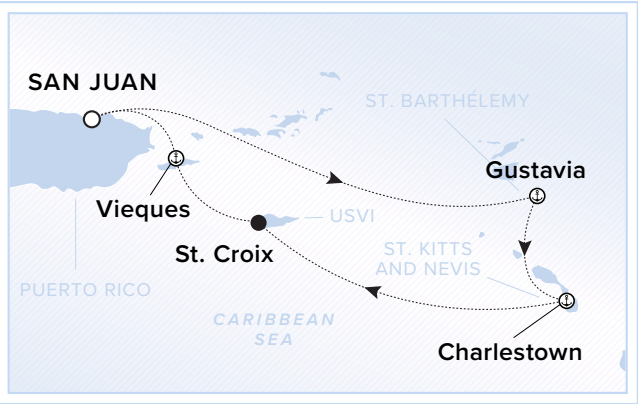 SAN JUAN
ST. BARTHÉLEMY
Gustavia
Vieques
USVI
St. Croix
ST. KITTS
AND NEVIS
PUERTO RICO
CARIBBEAN
SEA
Charlestown